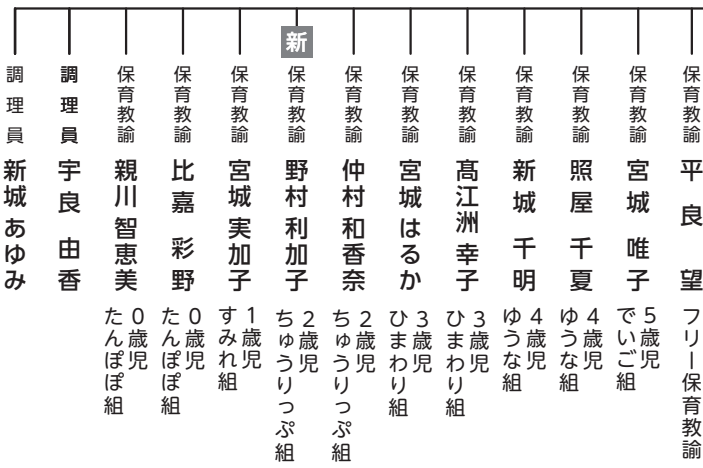 保育教諭
平良 望
フリー保育教諭
保育教諭
宮城 唯子
5歳児
でいご組
保育教諭
照屋 千夏
4歳児
ゆうな組
保育教諭
新城 千明
4歳児
ゆうな組
保育教諭
髙江洲 幸子
3歳児
ひまわり組
保育教諭
宮城 はるか
3歳児
ひまわり組
保育教諭
仲村 和香奈
2歳児
ちゅうりっぷ組
新
保育教諭
野村 利加子
2歳児
ちゅうりっぷ組
保育教諭
宮城 実加子
1歳児
すみれ組
保育教諭
比嘉 彩野
0歳児
たんぽぽ組
保育教諭
親川 智恵美
0歳児
たんぽぽ組
調理員
宇良 由香
調理員
新城 あゆみ